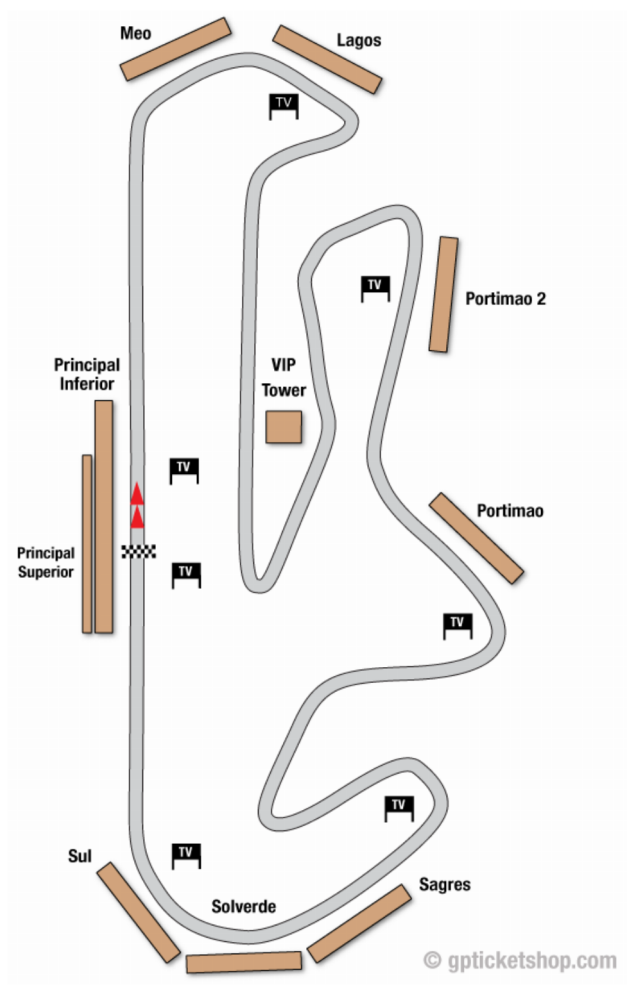 Meo
Lagos
TV
TV
Portimao 2
Principal
Inferior
VIP
Tower
TV
Portimao
Principal
Superior
TV
TV
TV
TV
Sul
Solverde
Sagres
© gpticketshop.com